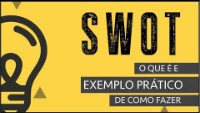 SWOT
O QUE É E
EXEMPLO PRÁTICO
DE COMO FAZER